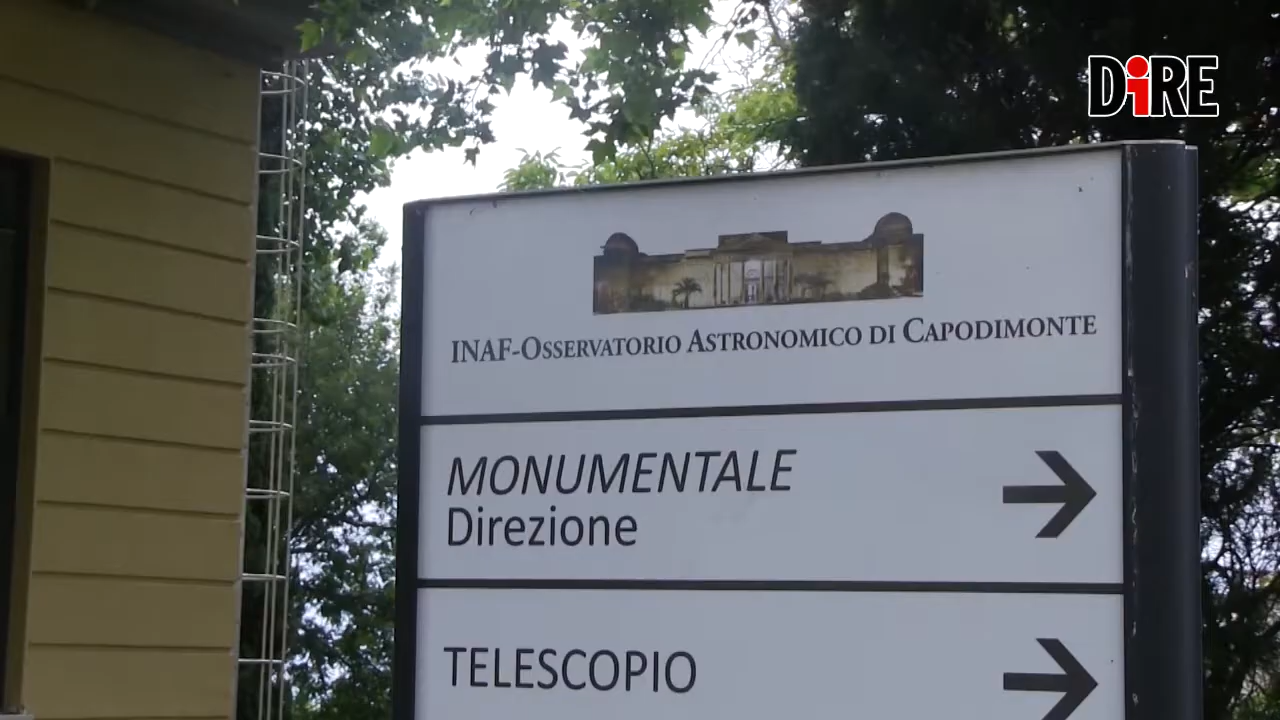 DiRE
INAF-OSSERVATORIO ASTRONOMICO DI CAPODIMONTE
MONUMENTALE
Direzione
TELESCOPIO